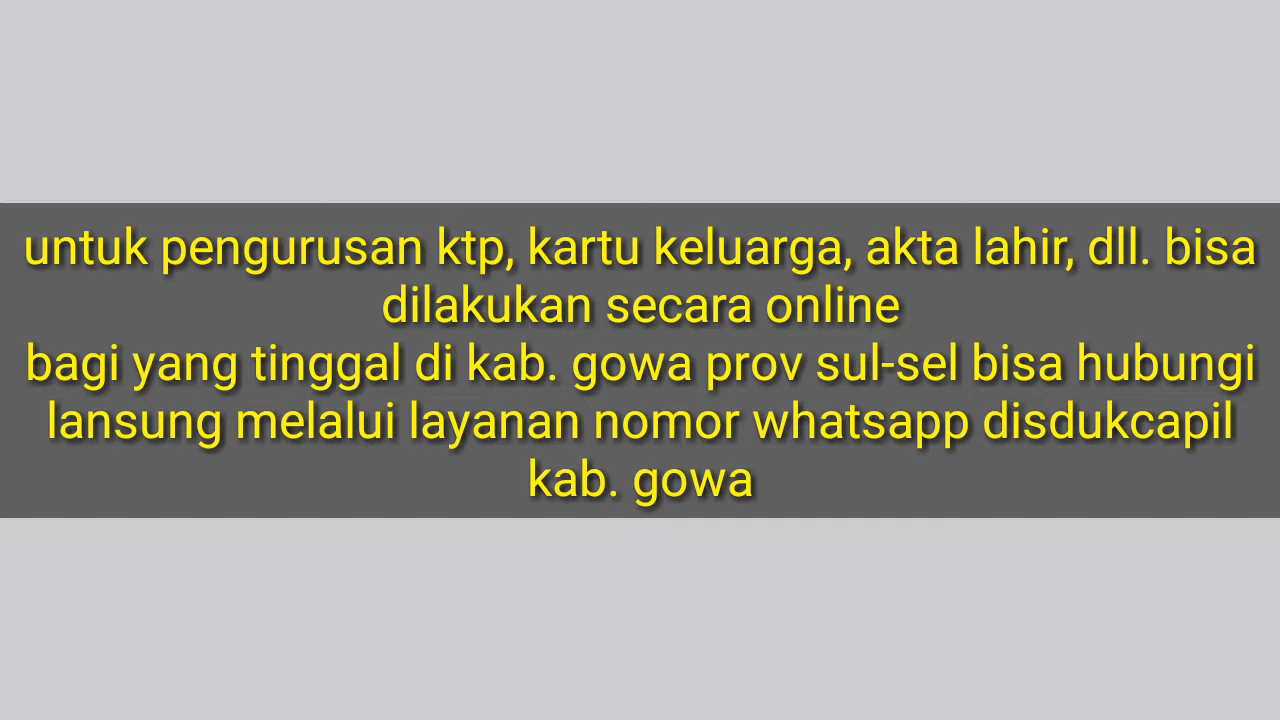 untuk pengurusan ktp, kartu keluarga, akta lahir, dll. bisa
dilakukan secara online
bagi yang tinggal di kab. gowa prov sul-sel bisa hubungi
lansung melalui layanan nomor whatsapp disdukcapil
kab. gowa